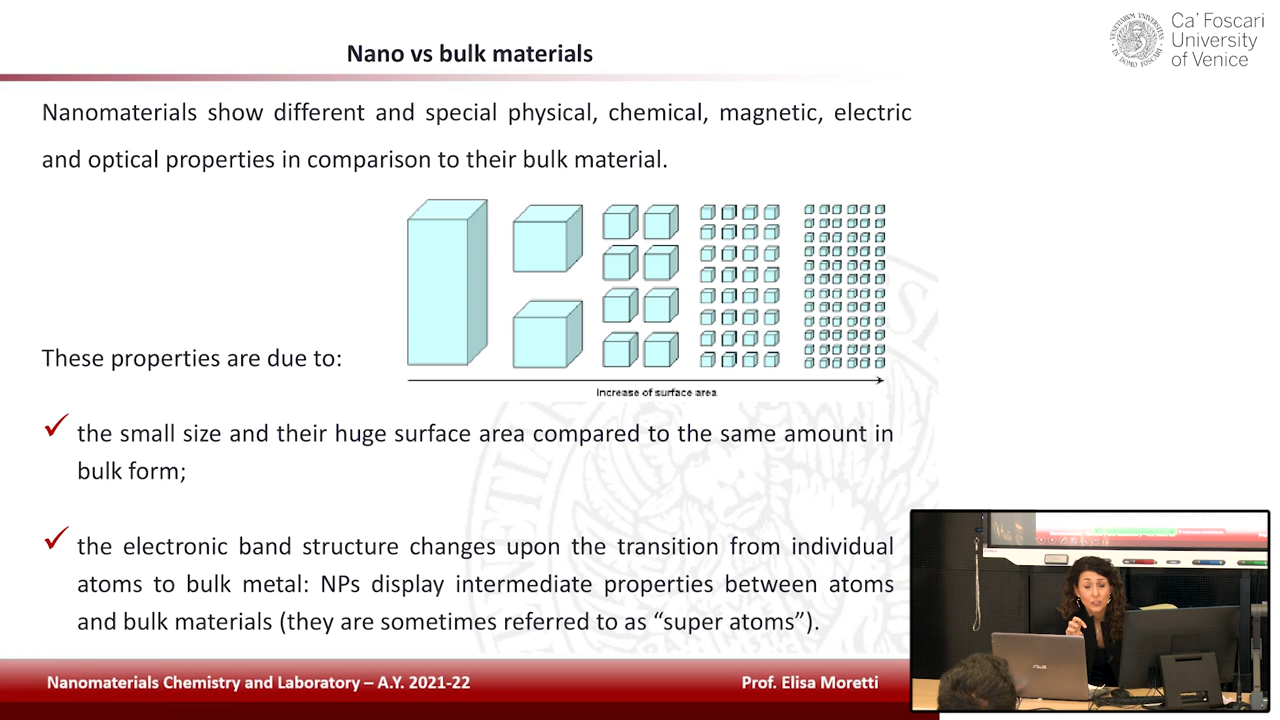 Nano vs bulk materials
Ca' Foscari
University
of Venice
Nanomaterials show different and special physical, chemical, magnetic, electric
and optical properties in comparison to their bulk material.
Increase of surface area
These properties are due to:
the small size and their huge surface area compared to the same amount in
bulk form;
the electronic band structure changes upon the transition from individual
atoms to bulk metal: NPs display intermediate properties between atoms
and bulk materials (they are sometimes referred to as “super atoms”).
Nanomaterials Chemistry and Laboratory – A.Y. 2021-22
Prof. Elisa Moretti
ASUS